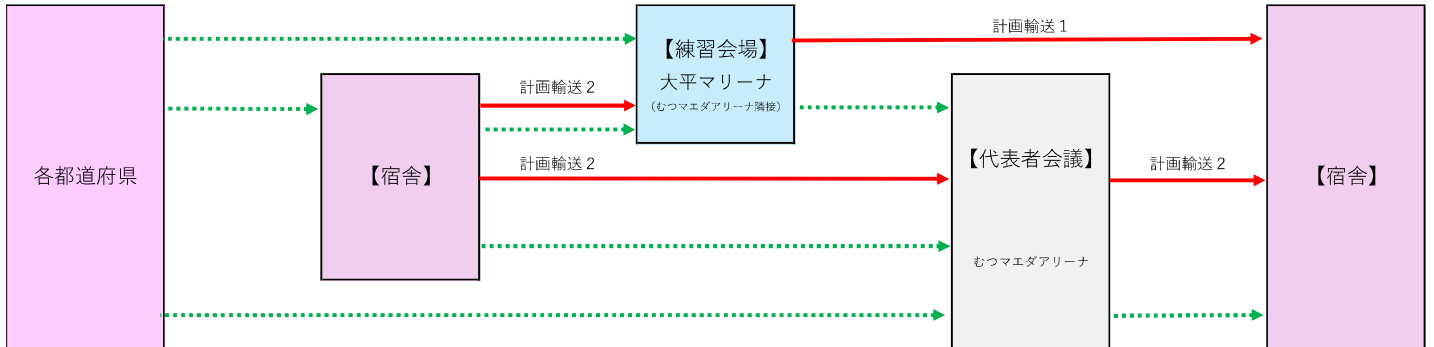 各都道府県
【宿舎】
計画輸送２
計画輸送２
【練習会場】
大平マリーナ
（むつマエダアリーナ隣接）
計画輸送１
【代表者会議】
むつマエダアリーナ
計画輸送２
【宿舎】